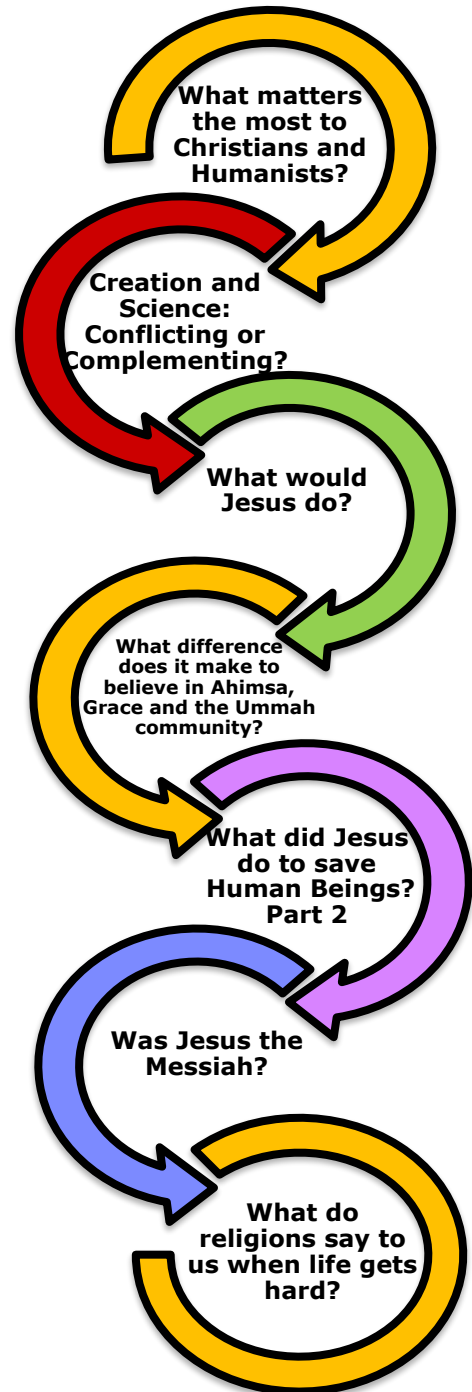 What matters
the most to
Christians and
Humanists?
Creation and
Science:
Conflicting or
Complementing?
What would
Jesus do?
What difference
does it make to
believe in Ahimsa,
Grace and the Ummah
community?
What did Jesus
do to save
Human Beings?
Part 2
Was Jesus the
Messiah?
What do
religions say to
us when life gets
hard?